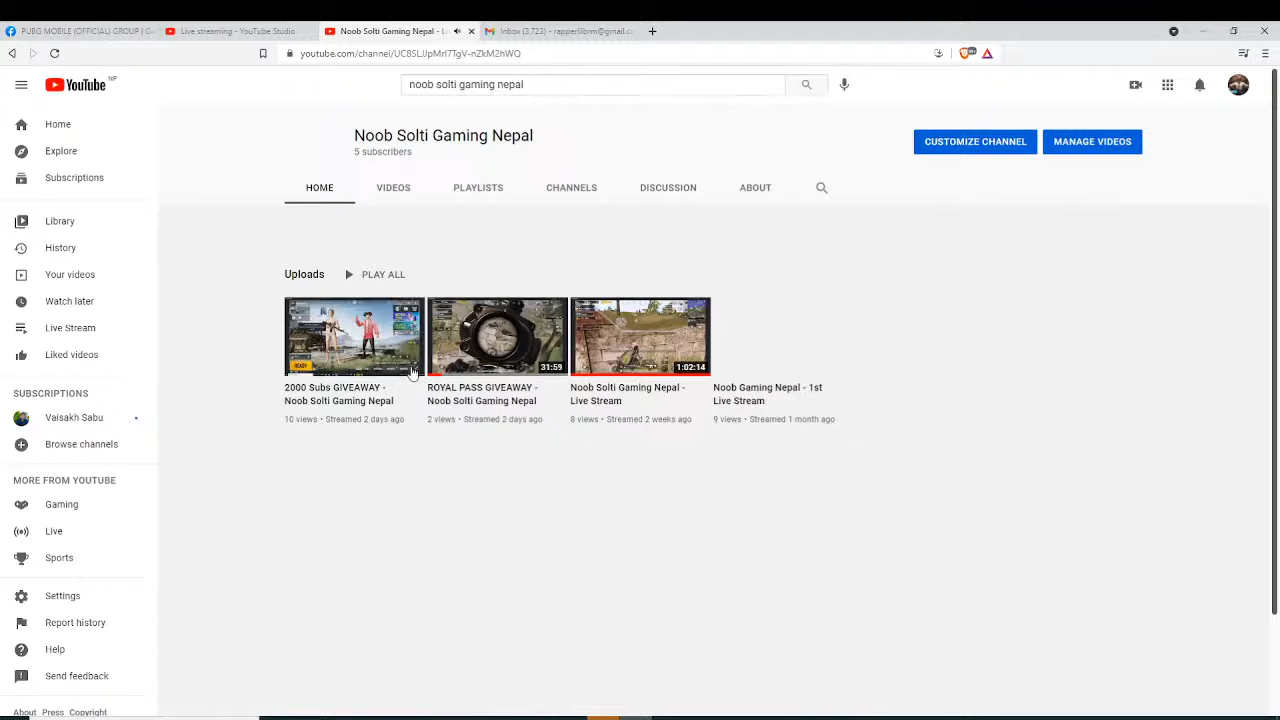 PUBG MOBILE (OFFICIAL) GROUP | G
Live streaming - YouTube Studio
Noob Solti Gaming Nepal - 
Inbox (3,723) -
youtube.com/channel/UC8SLJJpMrI7TgV-nZkM2hWQ
YouTube NP
noob solti gaming nepal
Home
Explore
Subscriptions
Library
History
Your videos
Watch later
Live Stream
Liked videos
SUBSCRIPTIONS
Vaisakh Sabu
Browse channels
MORE FROM YOUTUBE
Gaming
Live
Sports
Settings
Report history
Help
Send feedback
About Press Copyright
Noob Solti Gaming Nepal
5 subscribers
CUSTOMIZE CHANNEL
MANAGE VIDEOS
HOME VIDEOS PLAYLISTS CHANNELS DISCUSSION ABOUT
Uploads PLAY ALL
READY
31:59
1:02:14
2000 Subs GIVEAWAY -
Noob Solti Gaming Nepal
10 views • Streamed 2 days ago
ROYAL PASS GIVEAWAY -
Noob Solti Gaming Nepal
2 views • Streamed 2 days ago
Noob Solti Gaming Nepal -
Live Stream
8 views • Streamed 2 weeks ago
Noob Gaming Nepal - 1st
Live Stream
9 views • Streamed 1 month ago